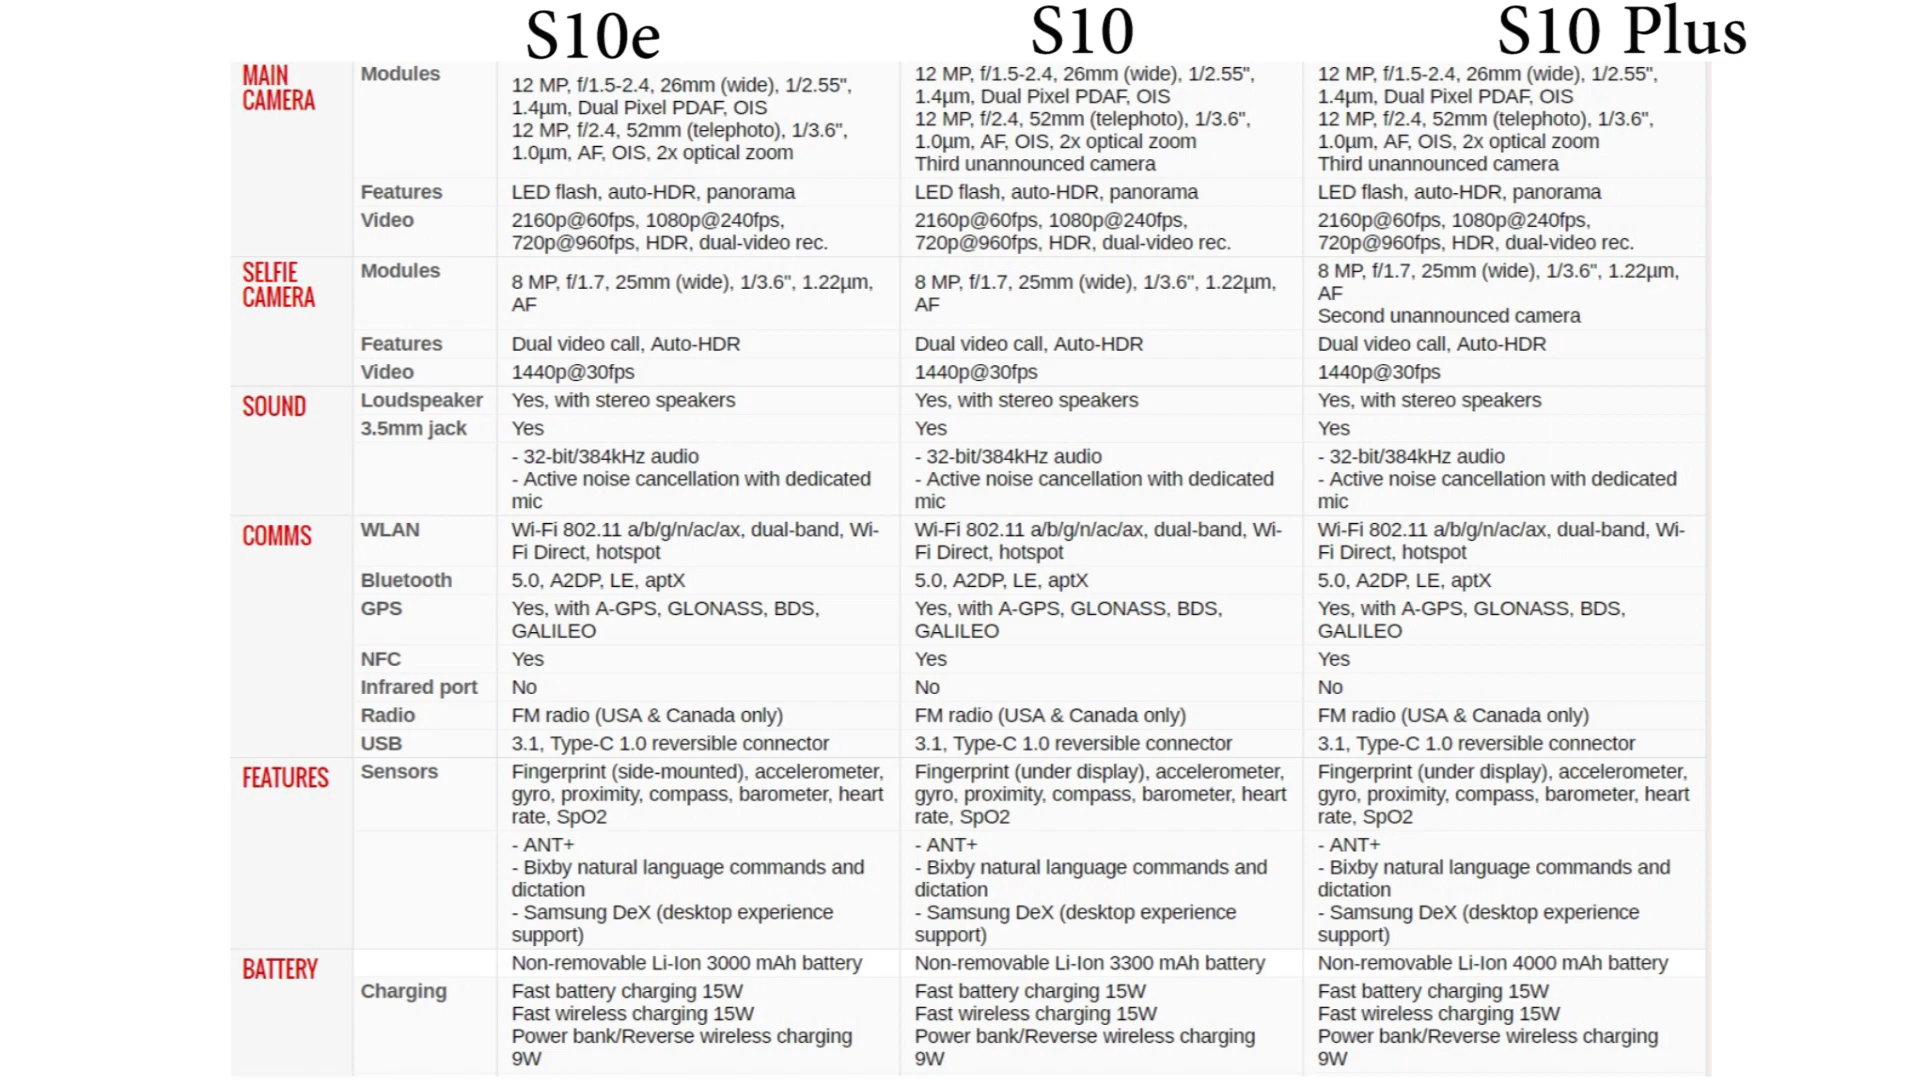 S10e S10 S10 Plus
MAIN CAMERA
Modules
12 MP, f/1.5-2.4, 26mm (wide), 1/2.55",
1.4µm, Dual Pixel PDAF, OIS
12 MP, f/2.4, 52mm (telephoto), 1/3.6",
1.0µm, AF, OIS, 2x optical zoom
12 MP, f/1.5-2.4, 26mm (wide), 1/2.55",
1.4µm, Dual Pixel PDAF, OIS
12 MP, f/2.4, 52mm (telephoto), 1/3.6",
1.0µm, AF, OIS, 2x optical zoom
Third unannounced camera
12 MP, f/1.5-2.4, 26mm (wide), 1/2.55",
1.4µm, Dual Pixel PDAF, OIS
12 MP, f/2.4, 52mm (telephoto), 1/3.6",
1.0µm, AF, OIS, 2x optical zoom
Third unannounced camera
Features LED flash, auto-HDR, panorama LED flash, auto-HDR, panorama LED flash, auto-HDR, panorama
Video
2160p@60fps, 1080p@240fps,
720p@960fps, HDR, dual-video rec.
2160p@60fps, 1080p@240fps,
720p@960fps, HDR, dual-video rec.
2160p@60fps, 1080p@240fps,
720p@960fps, HDR, dual-video rec.
SELFIE CAMERA
Modules
8 MP, f/1.7, 25mm (wide), 1/3.6", 1.22µm,
AF
8 MP, f/1.7, 25mm (wide), 1/3.6", 1.22µm,
AF
8 MP, f/1.7, 25mm (wide), 1/3.6", 1.22µm,
AF
Second unannounced camera
Features Dual video call, Auto-HDR Dual video call, Auto-HDR Dual video call, Auto-HDR
Video 1440p@30fps 1440p@30fps 1440p@30fps
SOUND
Loudspeaker Yes, with stereo speakers Yes, with stereo speakers Yes, with stereo speakers
3.5mm jack Yes Yes Yes
- 32-bit/384kHz audio
- Active noise cancellation with dedicated
mic
- 32-bit/384kHz audio
- Active noise cancellation with dedicated
mic
- 32-bit/384kHz audio
- Active noise cancellation with dedicated
mic
COMMS
WLAN
Wi-Fi 802.11 a/b/g/n/ac/ax, dual-band, Wi-
Fi Direct, hotspot
Wi-Fi 802.11 a/b/g/n/ac/ax, dual-band, Wi-
Fi Direct, hotspot
Wi-Fi 802.11 a/b/g/n/ac/ax, dual-band, Wi-
Fi Direct, hotspot
Bluetooth 5.0, A2DP, LE, aptX 5.0, A2DP, LE, aptX 5.0, A2DP, LE, aptX
GPS
Yes, with A-GPS, GLONASS, BDS,
GALILEO
Yes, with A-GPS, GLONASS, BDS,
GALILEO
Yes, with A-GPS, GLONASS, BDS,
GALILEO
NFC Yes Yes Yes
Infrared port No No No
Radio FM radio (USA & Canada only) FM radio (USA & Canada only) FM radio (USA & Canada only)
USB 3.1, Type-C 1.0 reversible connector 3.1, Type-C 1.0 reversible connector 3.1, Type-C 1.0 reversible connector
FEATURES
Sensors
Fingerprint (side-mounted), accelerometer,
gyro, proximity, compass, barometer, heart
rate, SpO2
Fingerprint (under display), accelerometer,
gyro, proximity, compass, barometer, heart
rate, SpO2
Fingerprint (under display), accelerometer,
gyro, proximity, compass, barometer, heart
rate, SpO2
- ANT+
- Bixby natural language commands and
dictation
- Samsung DeX (desktop experience
support)
- ANT+
- Bixby natural language commands and
dictation
- Samsung DeX (desktop experience
support)
- ANT+
- Bixby natural language commands and
dictation
- Samsung DeX (desktop experience
support)
BATTERY
Non-removable Li-Ion 3000 mAh battery Non-removable Li-Ion 3300 mAh battery Non-removable Li-Ion 4000 mAh battery
Charging
Fast battery charging 15W
Fast wireless charging 15W
Power bank/Reverse wireless charging
9W
Fast battery charging 15W
Fast wireless charging 15W
Power bank/Reverse wireless charging
9W
Fast battery charging 15W
Fast wireless charging 15W
Power bank/Reverse wireless charging
9W